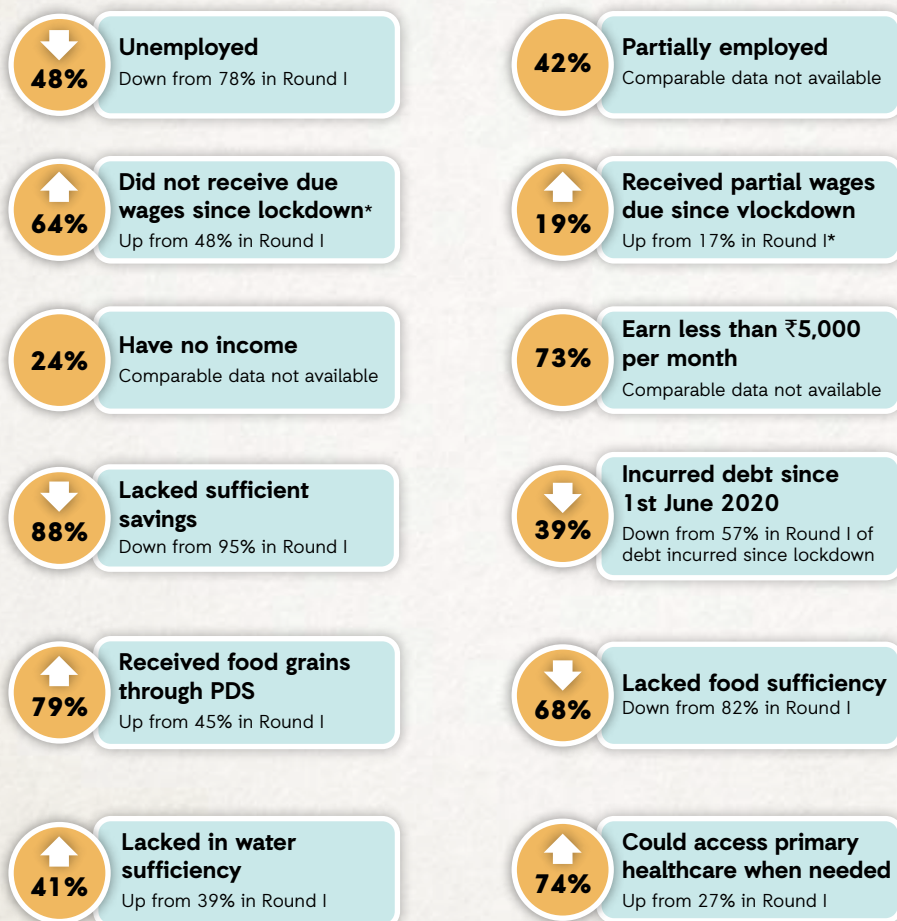 48%
Unemployed
Down from 78% in Round I
42%
Partially employed
Comparable data not available
64%
Did not receive due
wages since lockdown*
Up from 48% in Round I
19%
Received partial wages
due since vlockdown
Up from 17% in Round I*
24%
Have no income
Comparable data not available
73%
Earn less than ₹5,000
per month
Comparable data not available
88%
Lacked sufficient
savings
Down from 95% in Round I
39%
Incurred debt since
1st June 2020
Down from 57% in Round I of
debt incurred since lockdown
79%
Received food grains
through PDS
Up from 45% in Round I
68%
Lacked food sufficiency
Down from 82% in Round I
41%
Lacked in water
sufficiency
Up from 39% in Round I
74%
Could access primary
healthcare when needed
Up from 27% in Round I